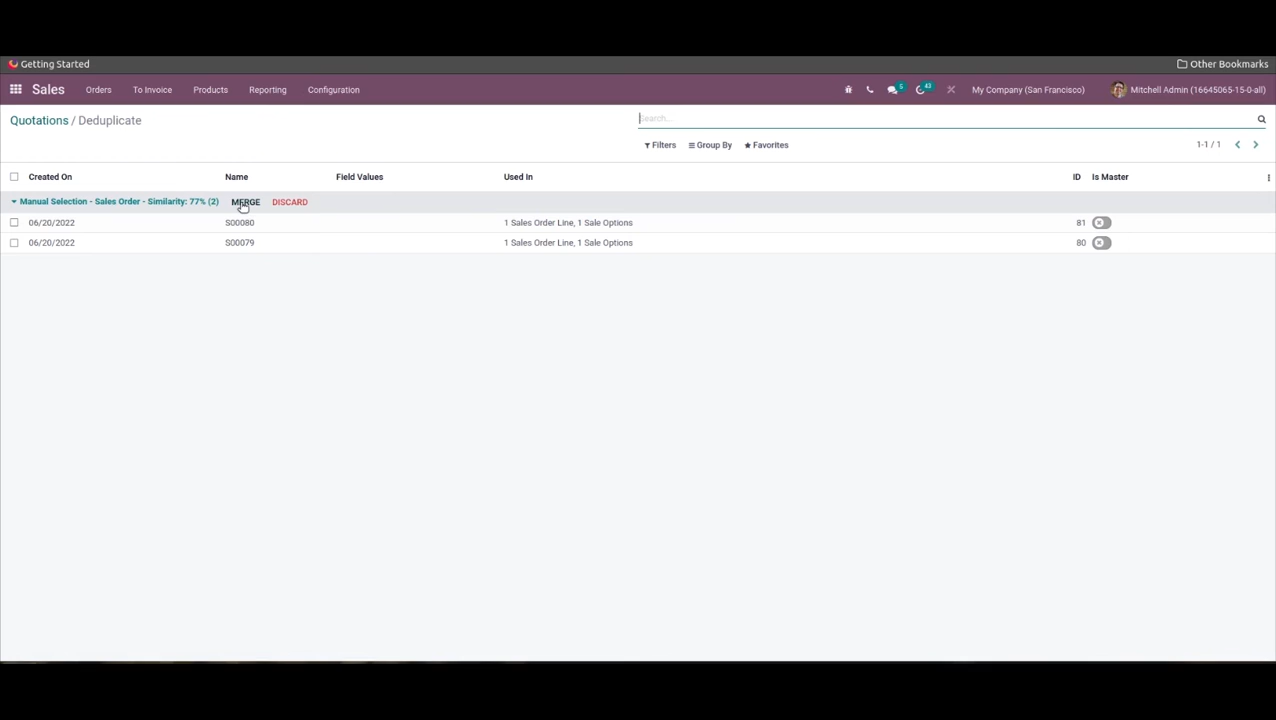 Getting Started Other Bookmarks
Sales Orders To Invoice Products Reporting Configuration 5 43 My Company (San Francisco) Mitchell Admin (16645065-15-0-all)
Quotations / Deduplicate Search...
Filters Group By Favorites 1-1 / 1
Created On Name Field Values Used In ID Is Master
Manual Selection - Sales Order - Similarity: 77% (2) MERGE DISCARD
06/20/2022 S00080 1 Sales Order Line, 1 Sale Options 81
06/20/2022 S00079 1 Sales Order Line, 1 Sale Options 80